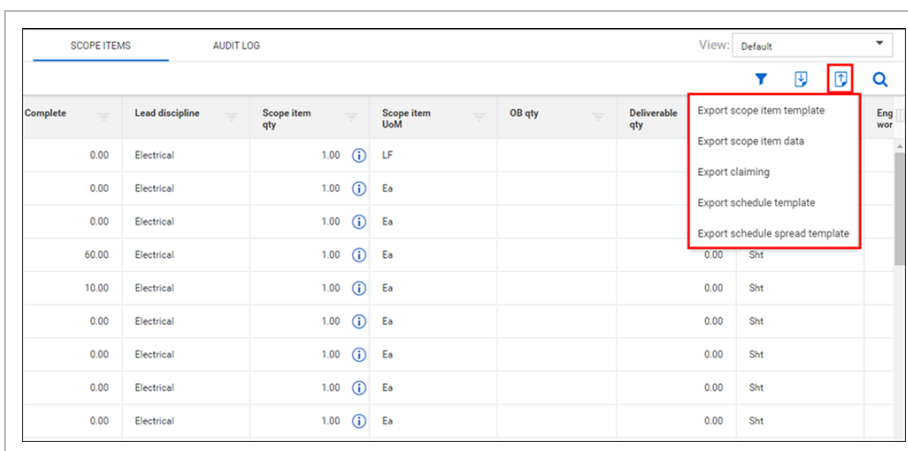 SCOPE ITEMS AUDIT LOG View: Default
Complete Lead discipline Scope item qty Scope item UoM OB qty Deliverable qty Eng wor
Export scope item template
Export scope item data
Export claiming
Export schedule template
Export schedule spread template
0.00 Electrical 1.00 i LF
0.00 Electrical 1.00 i Ea
0.00 Electrical 1.00 i Ea
60.00 Electrical 1.00 i Ea 0.00 Sht
10.00 Electrical 1.00 i Ea 0.00 Sht
0.00 Electrical 1.00 i Ea 0.00 Sht
0.00 Electrical 1.00 i Ea 0.00 Sht
0.00 Electrical 1.00 i Ea 0.00 Sht
0.00 Electrical 1.00 i Ea 0.00 Sht